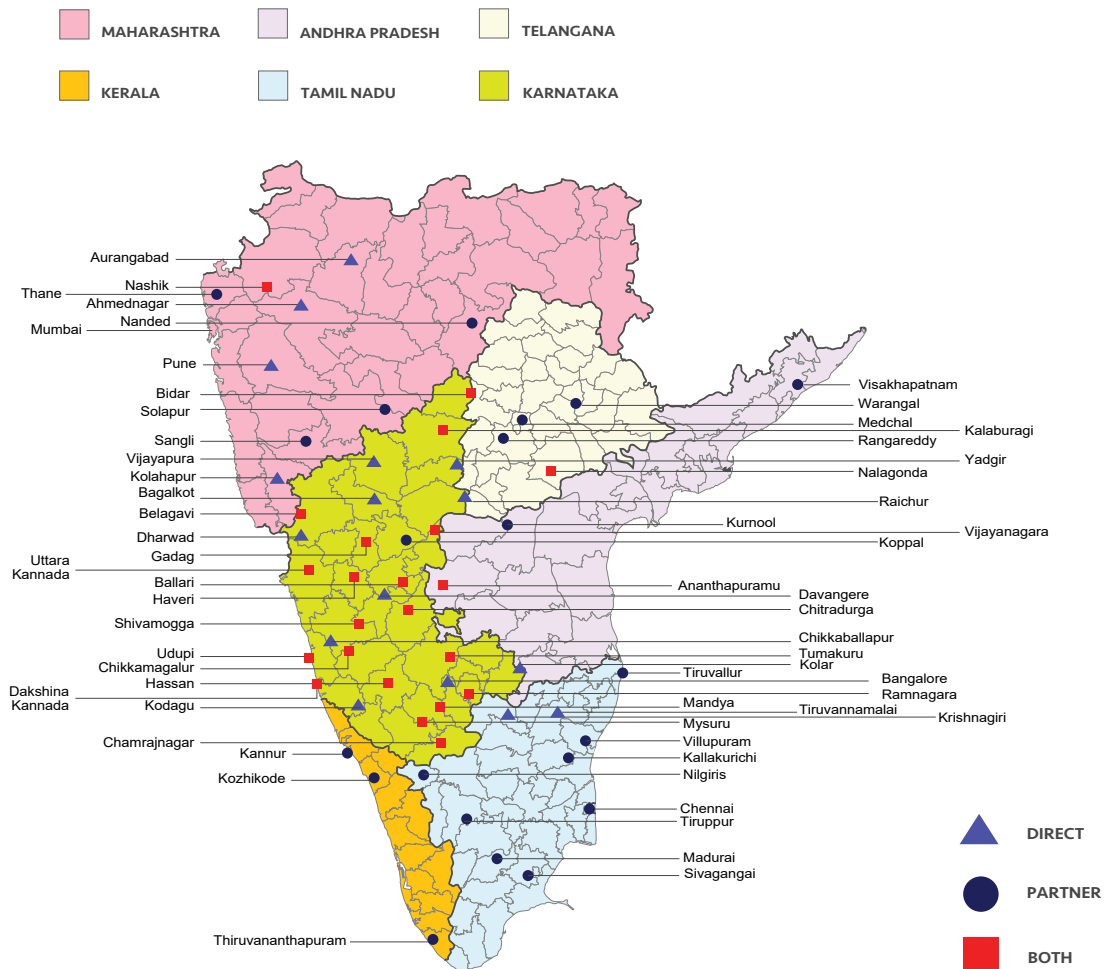 MAHARASHTRA
ANDHRA PRADESH
TELANGANA
KERALA
TAMIL NADU
KARNATAKA
Aurangabad
Nashik
Thane
Ahmednagar
Nanded
Mumbai
Pune
Bidar
Solapur
Sangli
Vijayapura
Kolahapur
Bagalkot
Belagavi
Dharwad
Gadag
Uttara
Kannada
Ballari
Haveri
Shivamogga
Udupi
Chikkamagalur
Hassan
Dakshina
Kannada
Kodagu
Chamrajnagar
Kannur
Kozhikode
Thiruvananthapuram
Visakhapatnam
Warangal
Medchal
Kalaburagi
Rangareddy
Yadgir
Nalagonda
Raichur
Kurnool
Vijayanagara
Koppal
Ananthapuramu
Davangere
Chitradurga
Chikkaballapur
Tumakuru
Kolar
Tiruvallur
Bangalore
Ramnagara
Mandya
Tiruvannamalai
Krishnagiri
Mysuru
Villupuram
Kallakurichi
Nilgiris
Chennai
Tiruppur
Madurai
Sivagangai
DIRECT
PARTNER
BOTH